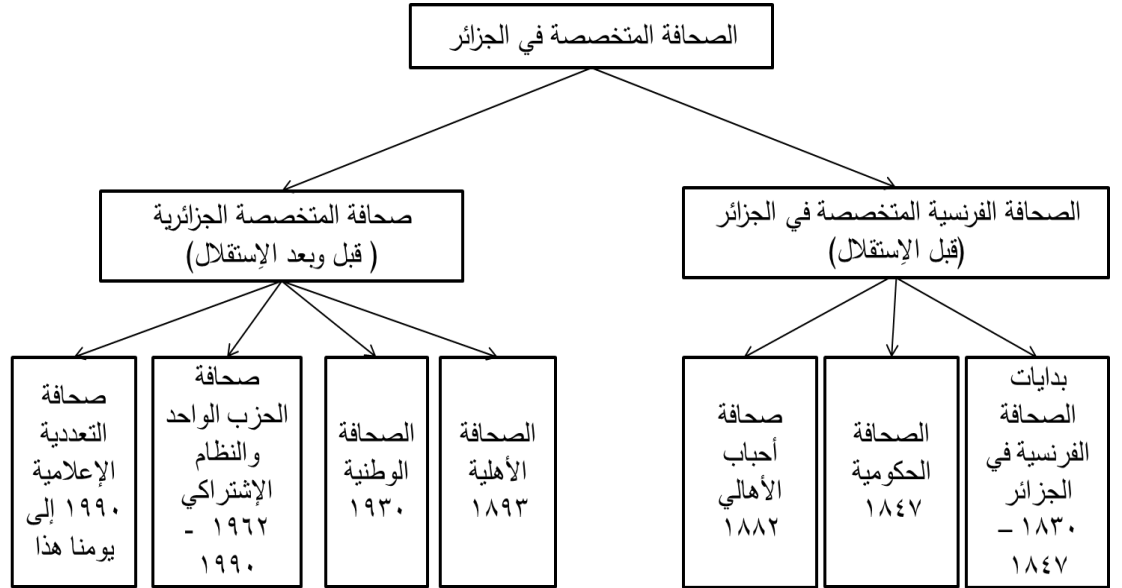 الصحافة المتخصصة في الجزائر
الصحافة الفرنسية المتخصصة في الجزائر
(قبل الإستقلال)
صحافة المتخصصة الجزائرية
( قبل وبعد الإستقلال)
بدايات
الصحافة
الفرنسية في
الجزائر
١٨٣٠ –
١٨٤٧
الصحافة
الحكومية
١٨٤٧
صحافة
أحباب
الأهالي
١٨٨٢
الصحافة
الأهلية
١٨٩٣
الصحافة
الوطنية
١٩٣٠
صحافة
الحزب الواحد
والنظام
الإشتراكي
١٩٦٢ -
١٩٩٠
صحافة
التعددية
الإعلامية
١٩٩٠ إلى
يومنا هذا